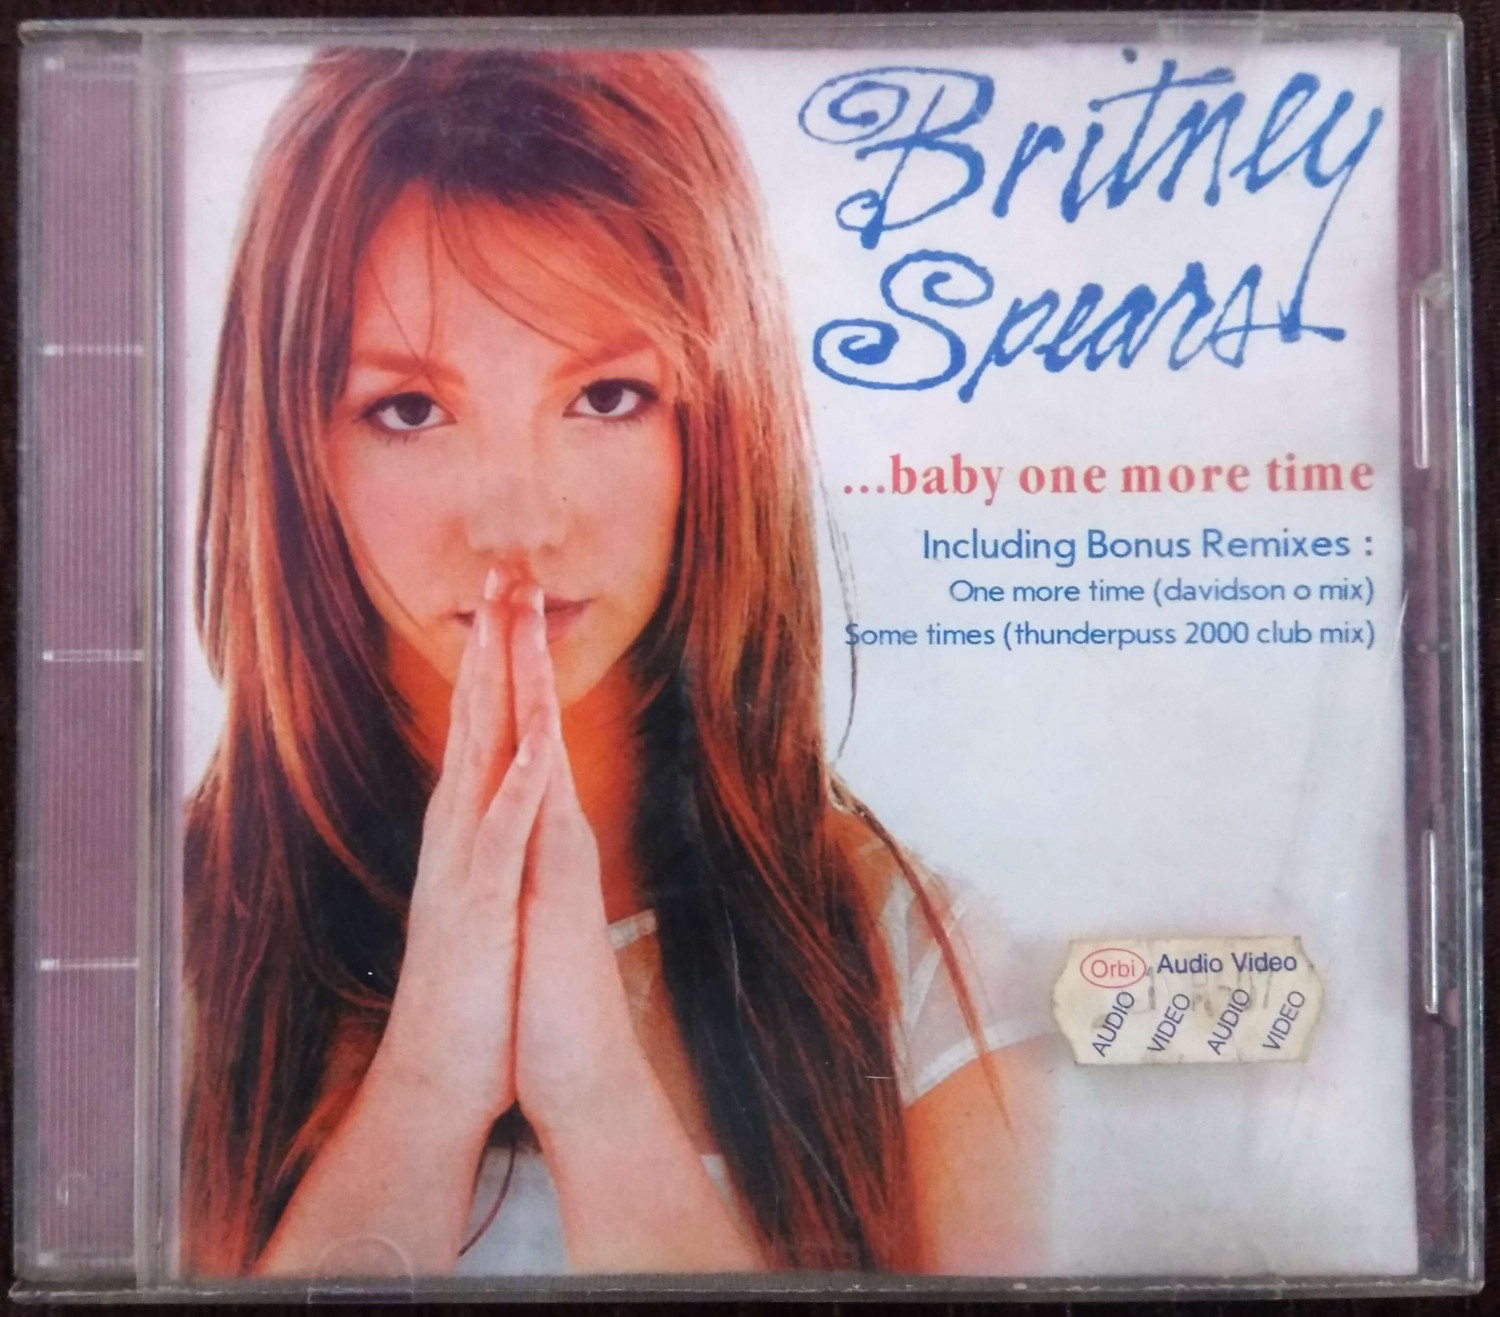 Britney
Spears
...baby one more time
Including Bonus Remixes :
One more time (davidson o mix)
Some times (thunderpuss 2000 club mix)
Orbi Audio Video
AUDIO VIDEO AUDIO VIDEO